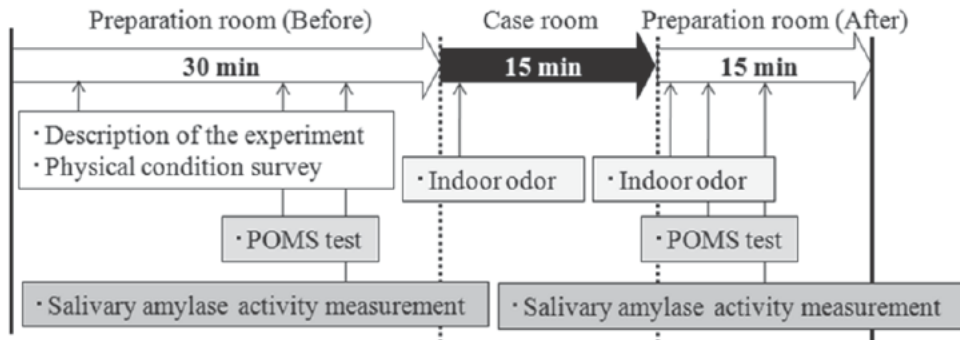 Preparation room (Before)
Case room
Preparation room (After)
30 min
15 min
15 min
・Description of the experiment
・Physical condition survey
・Indoor odor
・Indoor odor
・POMS test
・POMS test
・Salivary amylase activity measurement
・Salivary amylase activity measurement